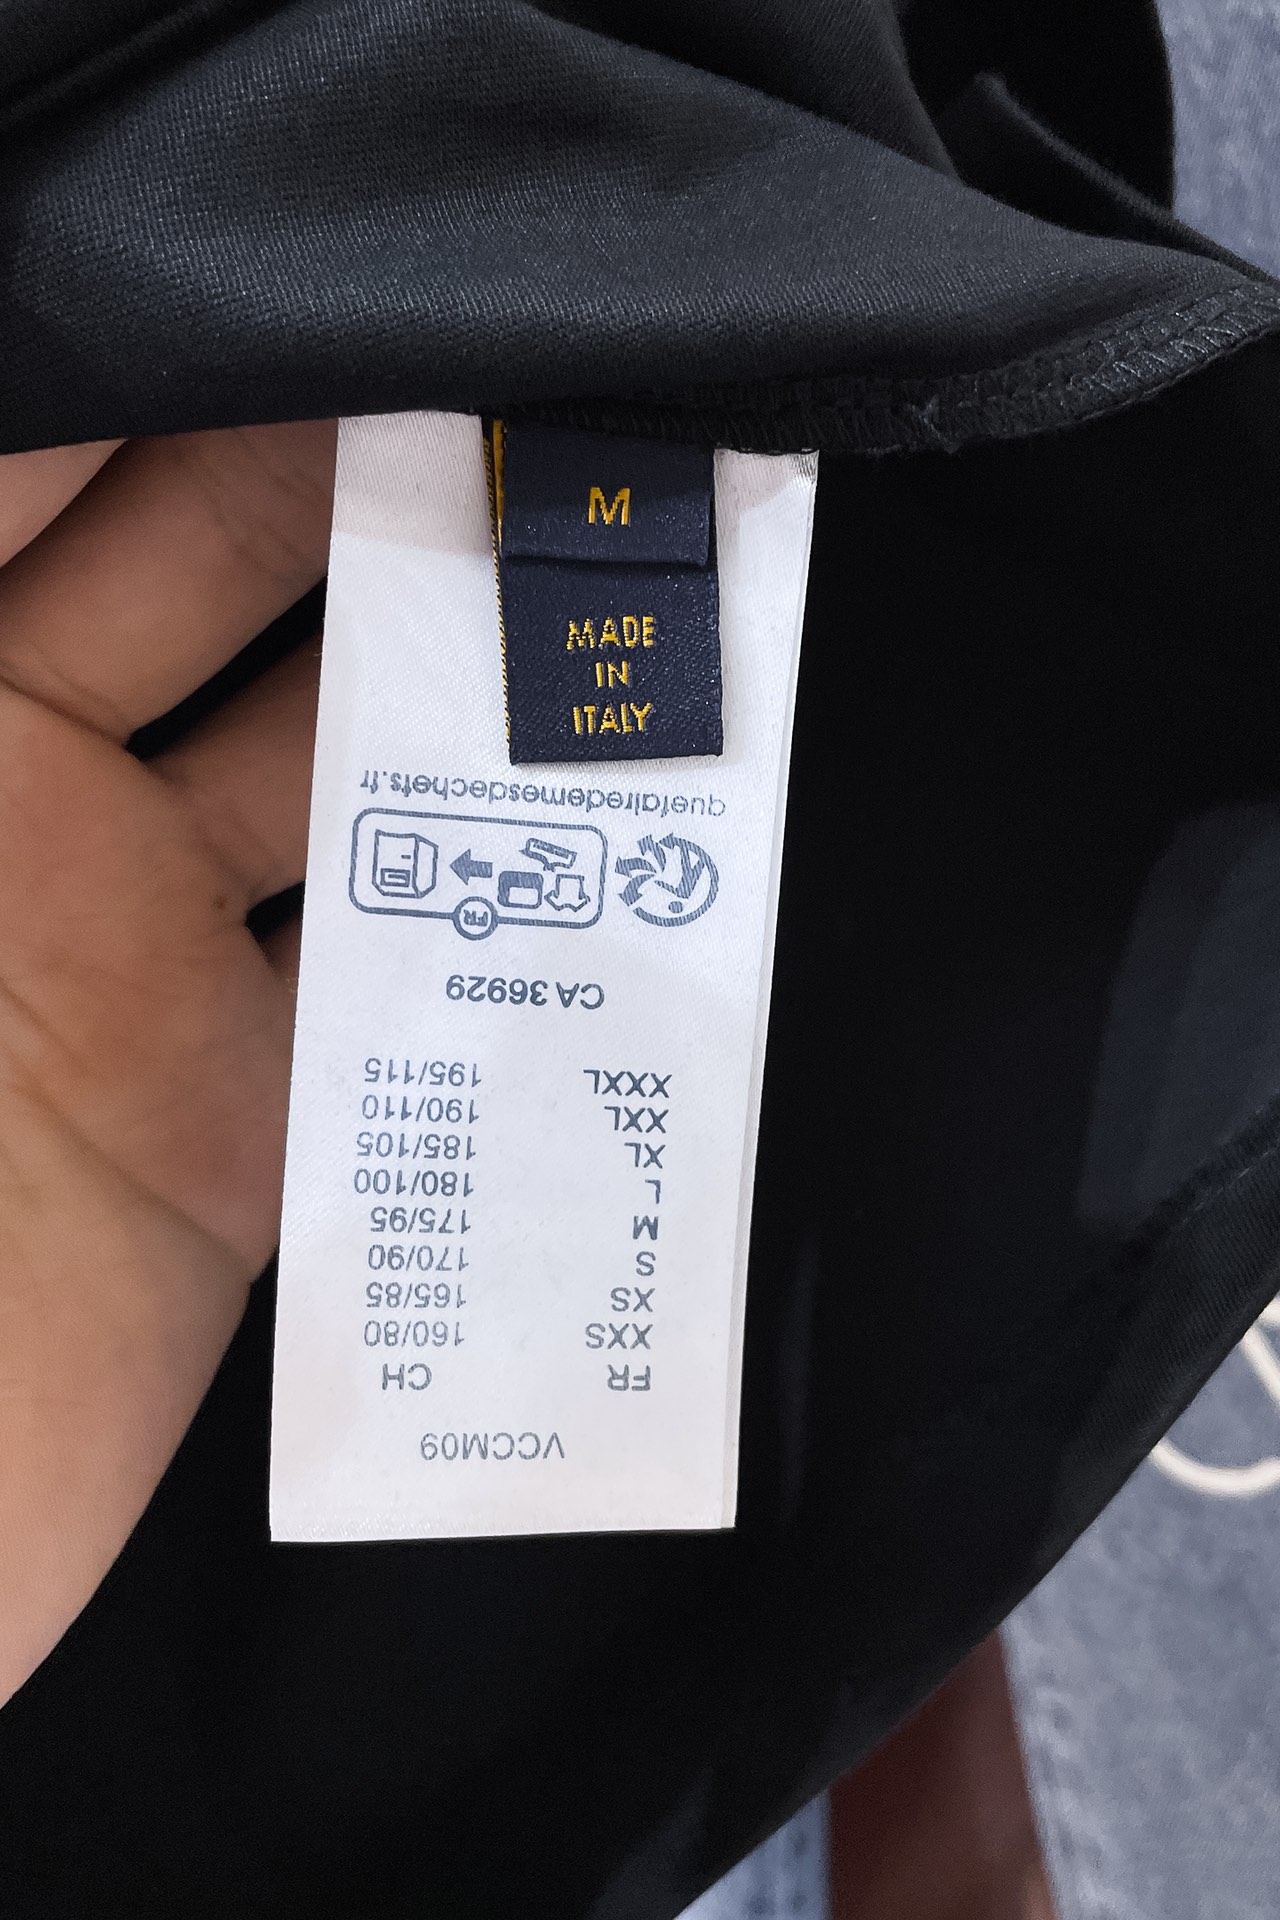 M
MADE
IN
ITALY
VCCM09
FR CH
XXS 160/80
XS 165/85
S 170/90
M 175/95
L 180/100
XL 185/105
XXL 190/110
XXXL 195/115
CA 36929
FR
quefairedemesdechets.fr